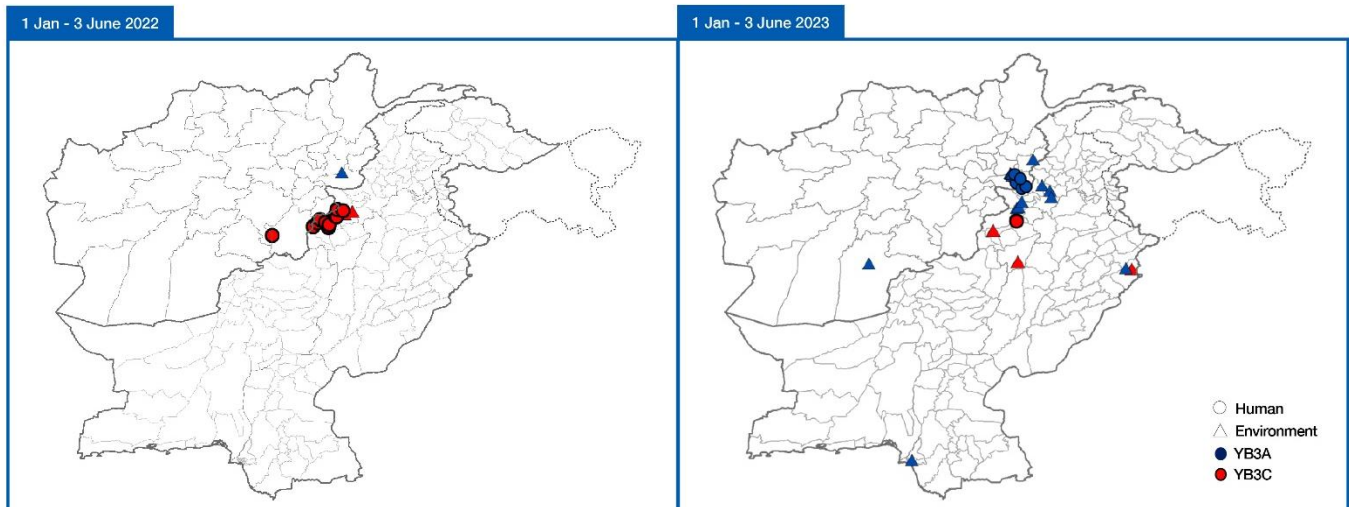 1 Jan - 3 June 2022
1 Jan - 3 June 2023
Human
Environment
YB3A
YB3C